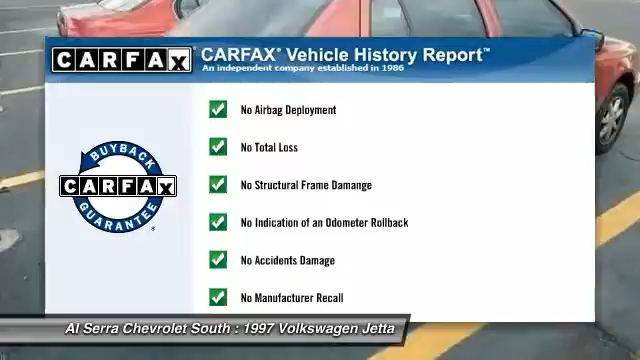 CARFAX
CARFAX® Vehicle History Report™
An independent company established in 1986
No Airbag Deployment
No Total Loss
No Structural Frame Damange
No Indication of an Odometer Rollback
No Accidents Damage
No Manufacturer Recall
BUYBACK
CARFAX
GUARANTEE®
Al Serra Chevrolet South : 1997 Volkswagen Jetta